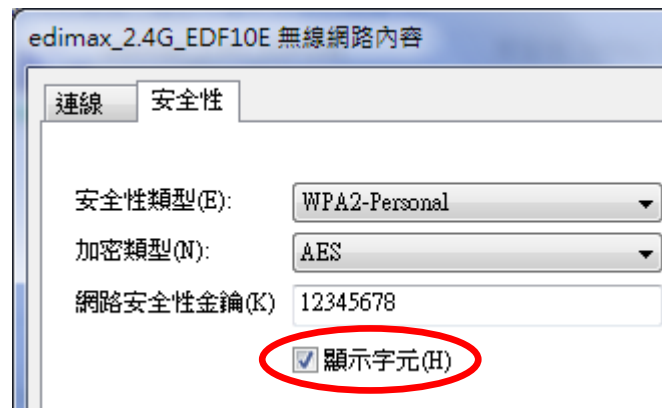 edimax_2.4G_EDF10E 無線網路內容
連線 安全性
安全性類型(E): WPA2-Personal
加密類型(N): AES
網路安全性金鑰(K) 12345678
顯示字元(H)